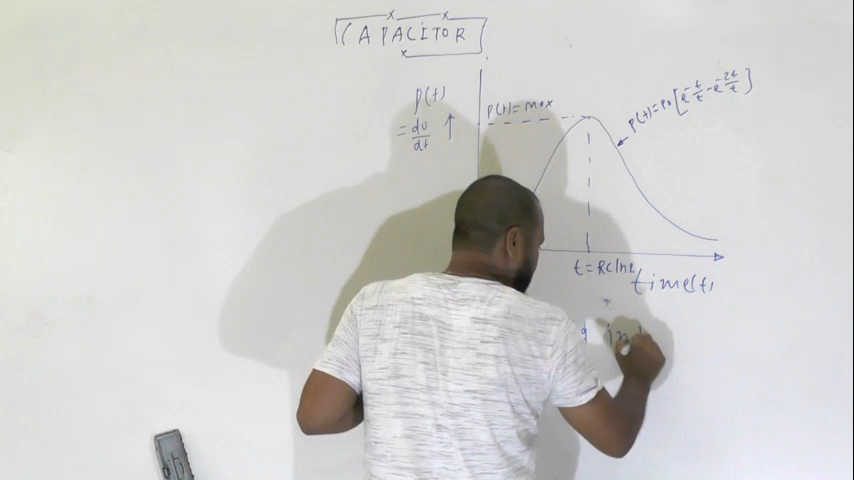 CAPACITOR
p(t)
= du/dt ↑
p(t)=max
p(t)=P0[e^-t/τ - e^-2t/τ]
t=RCln2
time(t)